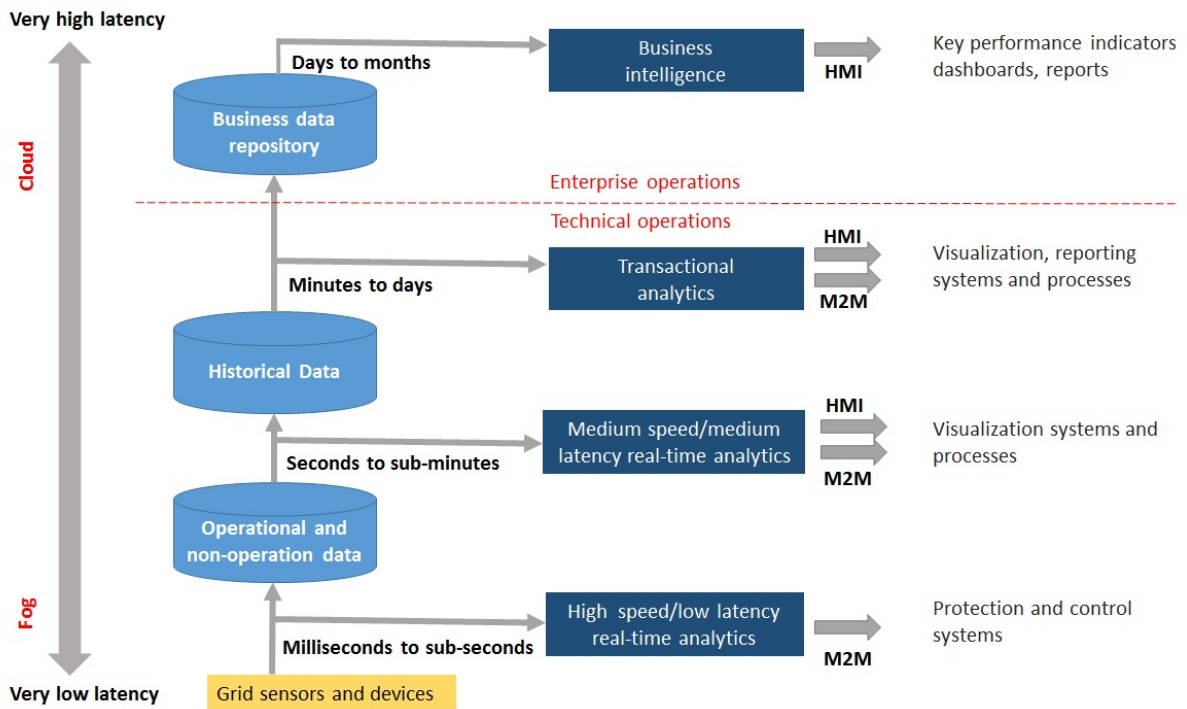 Very high latency
Cloud
Fog
Very low latency
Days to months
Business data
repository
Business
intelligence
HMI
Key performance indicators
dashboards, reports
Enterprise operations
Technical operations
Minutes to days
Transactional
analytics
HMI
M2M
Visualization, reporting
systems and processes
Historical Data
Seconds to sub-minutes
Medium speed/medium
latency real-time analytics
HMI
M2M
Visualization systems and
processes
Operational and
non-operation data
Milliseconds to sub-seconds
High speed/low latency
real-time analytics
M2M
Protection and control
systems
Grid sensors and devices